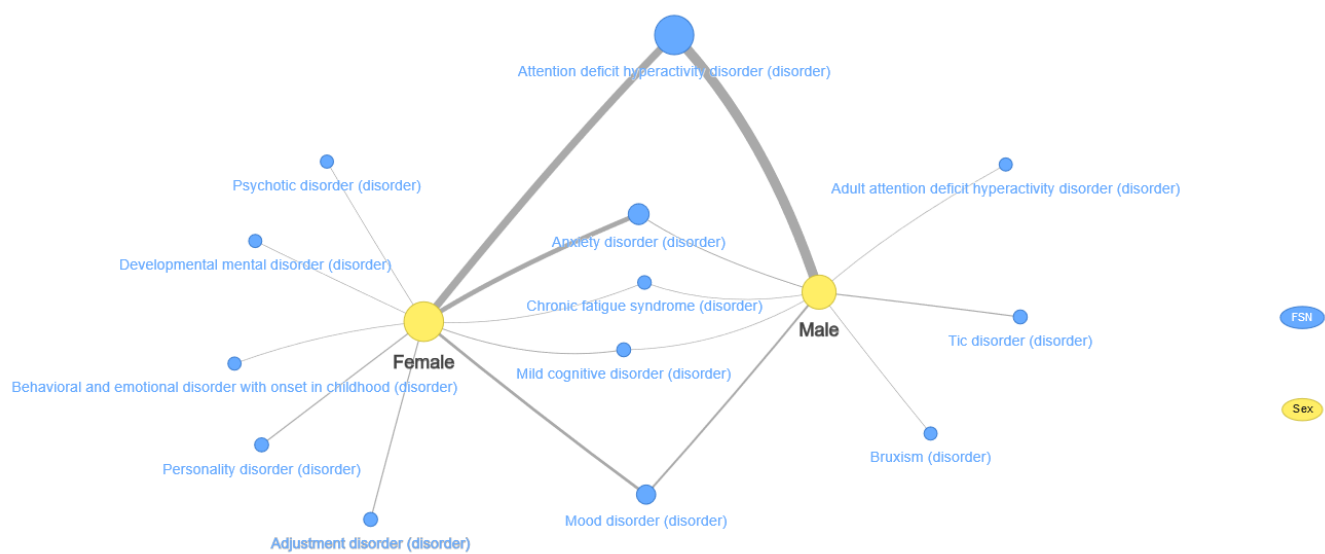 Attention deficit hyperactivity disorder (disorder)
Psychotic disorder (disorder)
Adult attention deficit hyperactivity disorder (disorder)
Anxiety disorder (disorder)
Developmental mental disorder (disorder)
Chronic fatigue syndrome (disorder)
FSN
Male
Tic disorder (disorder)
Female
Mild cognitive disorder (disorder)
Behavioral and emotional disorder with onset in childhood (disorder)
Sex
Bruxism (disorder)
Personality disorder (disorder)
Mood disorder (disorder)
Adjustment disorder (disorder)